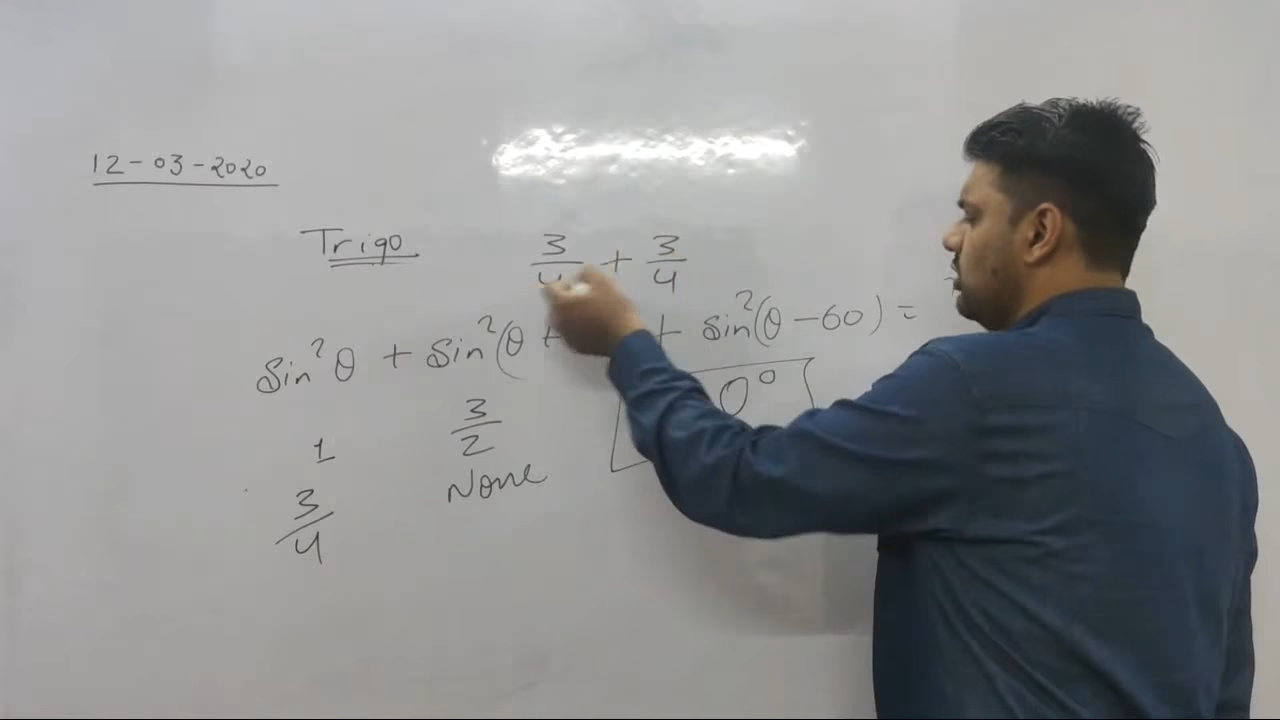 12-03-2020
Trigo
3/4 + 3/4
sin²θ + sin²(θ + + sin²(θ-60) =
0°
1 3/2
None
3/4